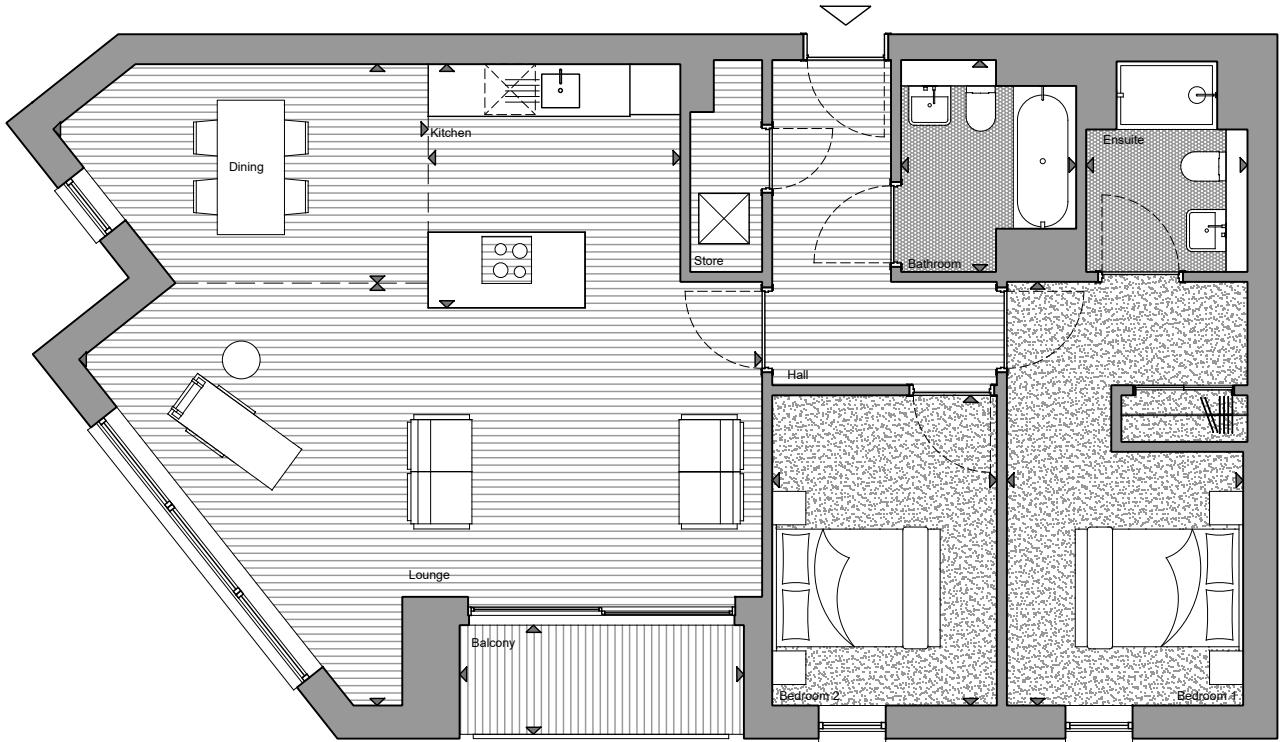 Kitchen
Ensuite
Dining
Store
Bathroom
Hall
Lounge
Balcony
Bedroom 2
Bedroom 1